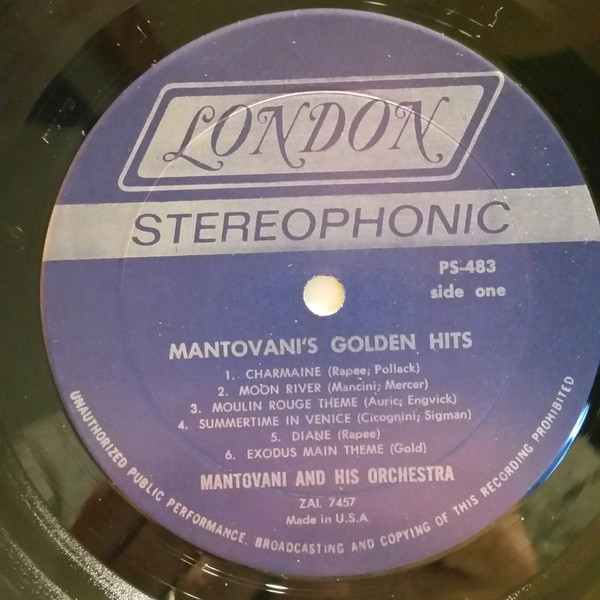 LONDON
STEREOPHONIC
PS-483
side one
MANTOVANI'S GOLDEN HITS
1. CHARMAINE (Rapee; Pollack)
2. MOON RIVER (Mancini; Mercer)
3. MOULIN ROUGE THEME (Auric; Engvick)
4. SUMMERTIME IN VENICE (Cicognini; Sigman)
5. DIANE (Rapee)
6. EXODUS MAIN THEME (Gold)
MANTOVANI AND HIS ORCHESTRA
ZAL 7457
Made in U.S.A
UNAUTHORIZED PUBLIC PERFORMANCE, BROADCASTING AND COPYING OF THIS RECORDING PROHIBITED